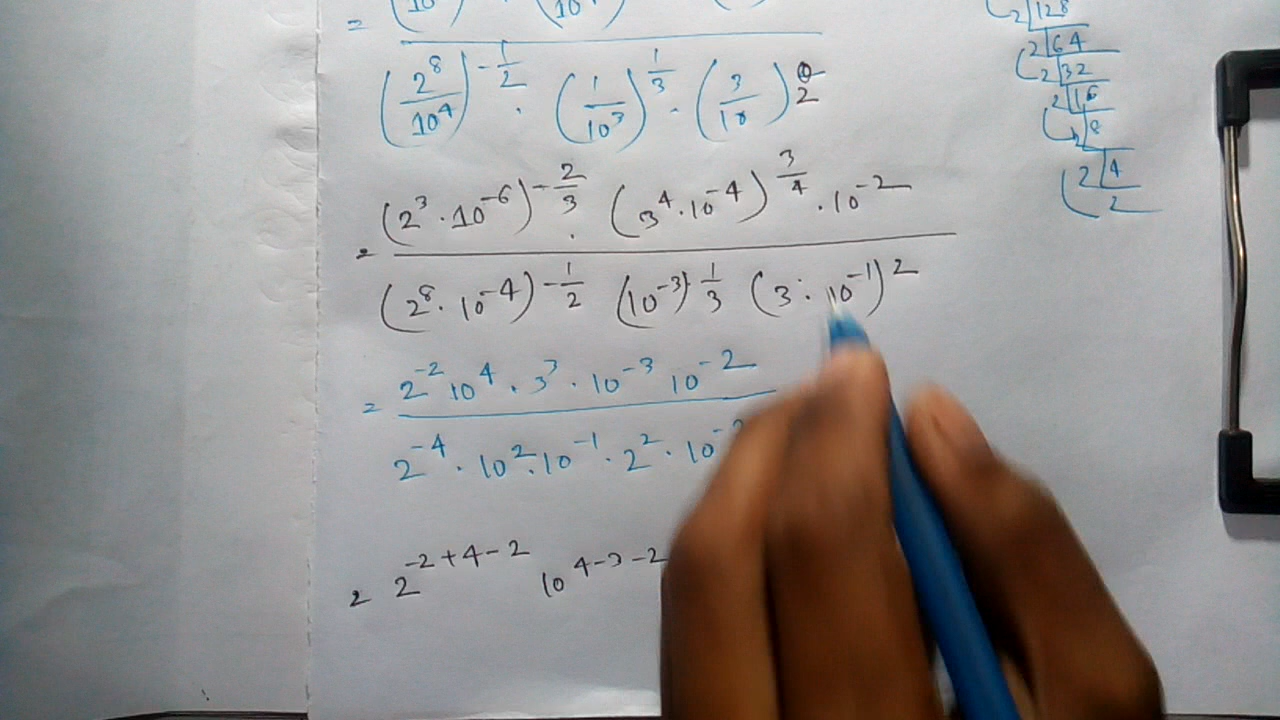 = (10) (10) (
(2^8/10^4)^-1/2 · (1/10^3)^1/3 · (3/10)^2
= (2^3 · 10^-6)^-2/3 · (3^4 · 10^-4)^3/4 · 10^-2
(2^8 · 10^-4)^-1/2 (10^-3)^1/3 (3 · 10^-1)^2
= 2^-2 10^4 · 3^3 · 10^-3 10^-2
2^-4 · 10^2 · 10^-1 · 2^2 · 10^-2
= 2^-2+4-2 10^4-3-2
2 128
2 64
2 32
2 16
2 8
2 4
2